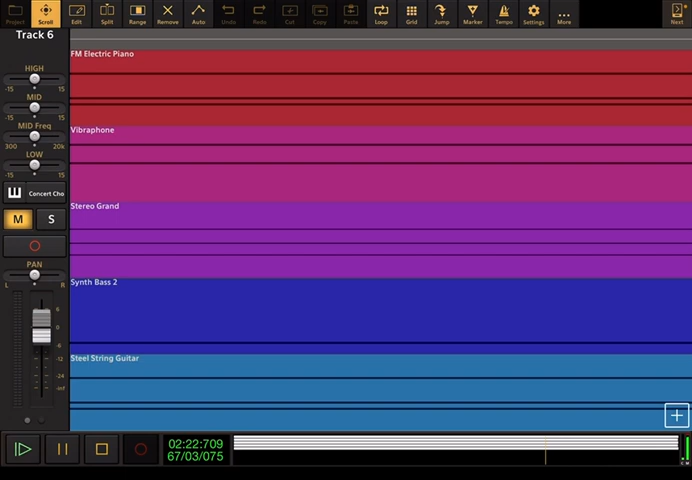 Project Scroll Edit Split Range Remove Auto Undo Redo Cut Copy Paste Loop Grid Jump Marker Tempo Settings More Next
Track 6
HIGH
-15 15
MID
-15 15
MID Freq
300 20k
LOW
-15 15
Concert Cho
M S
PAN
L R
6
0
-6
-12
-24
-inf
FM Electric Piano
Vibraphone
Stereo Grand
Synth Bass 2
Steel String Guitar
02:22:709
67/03/075
C M